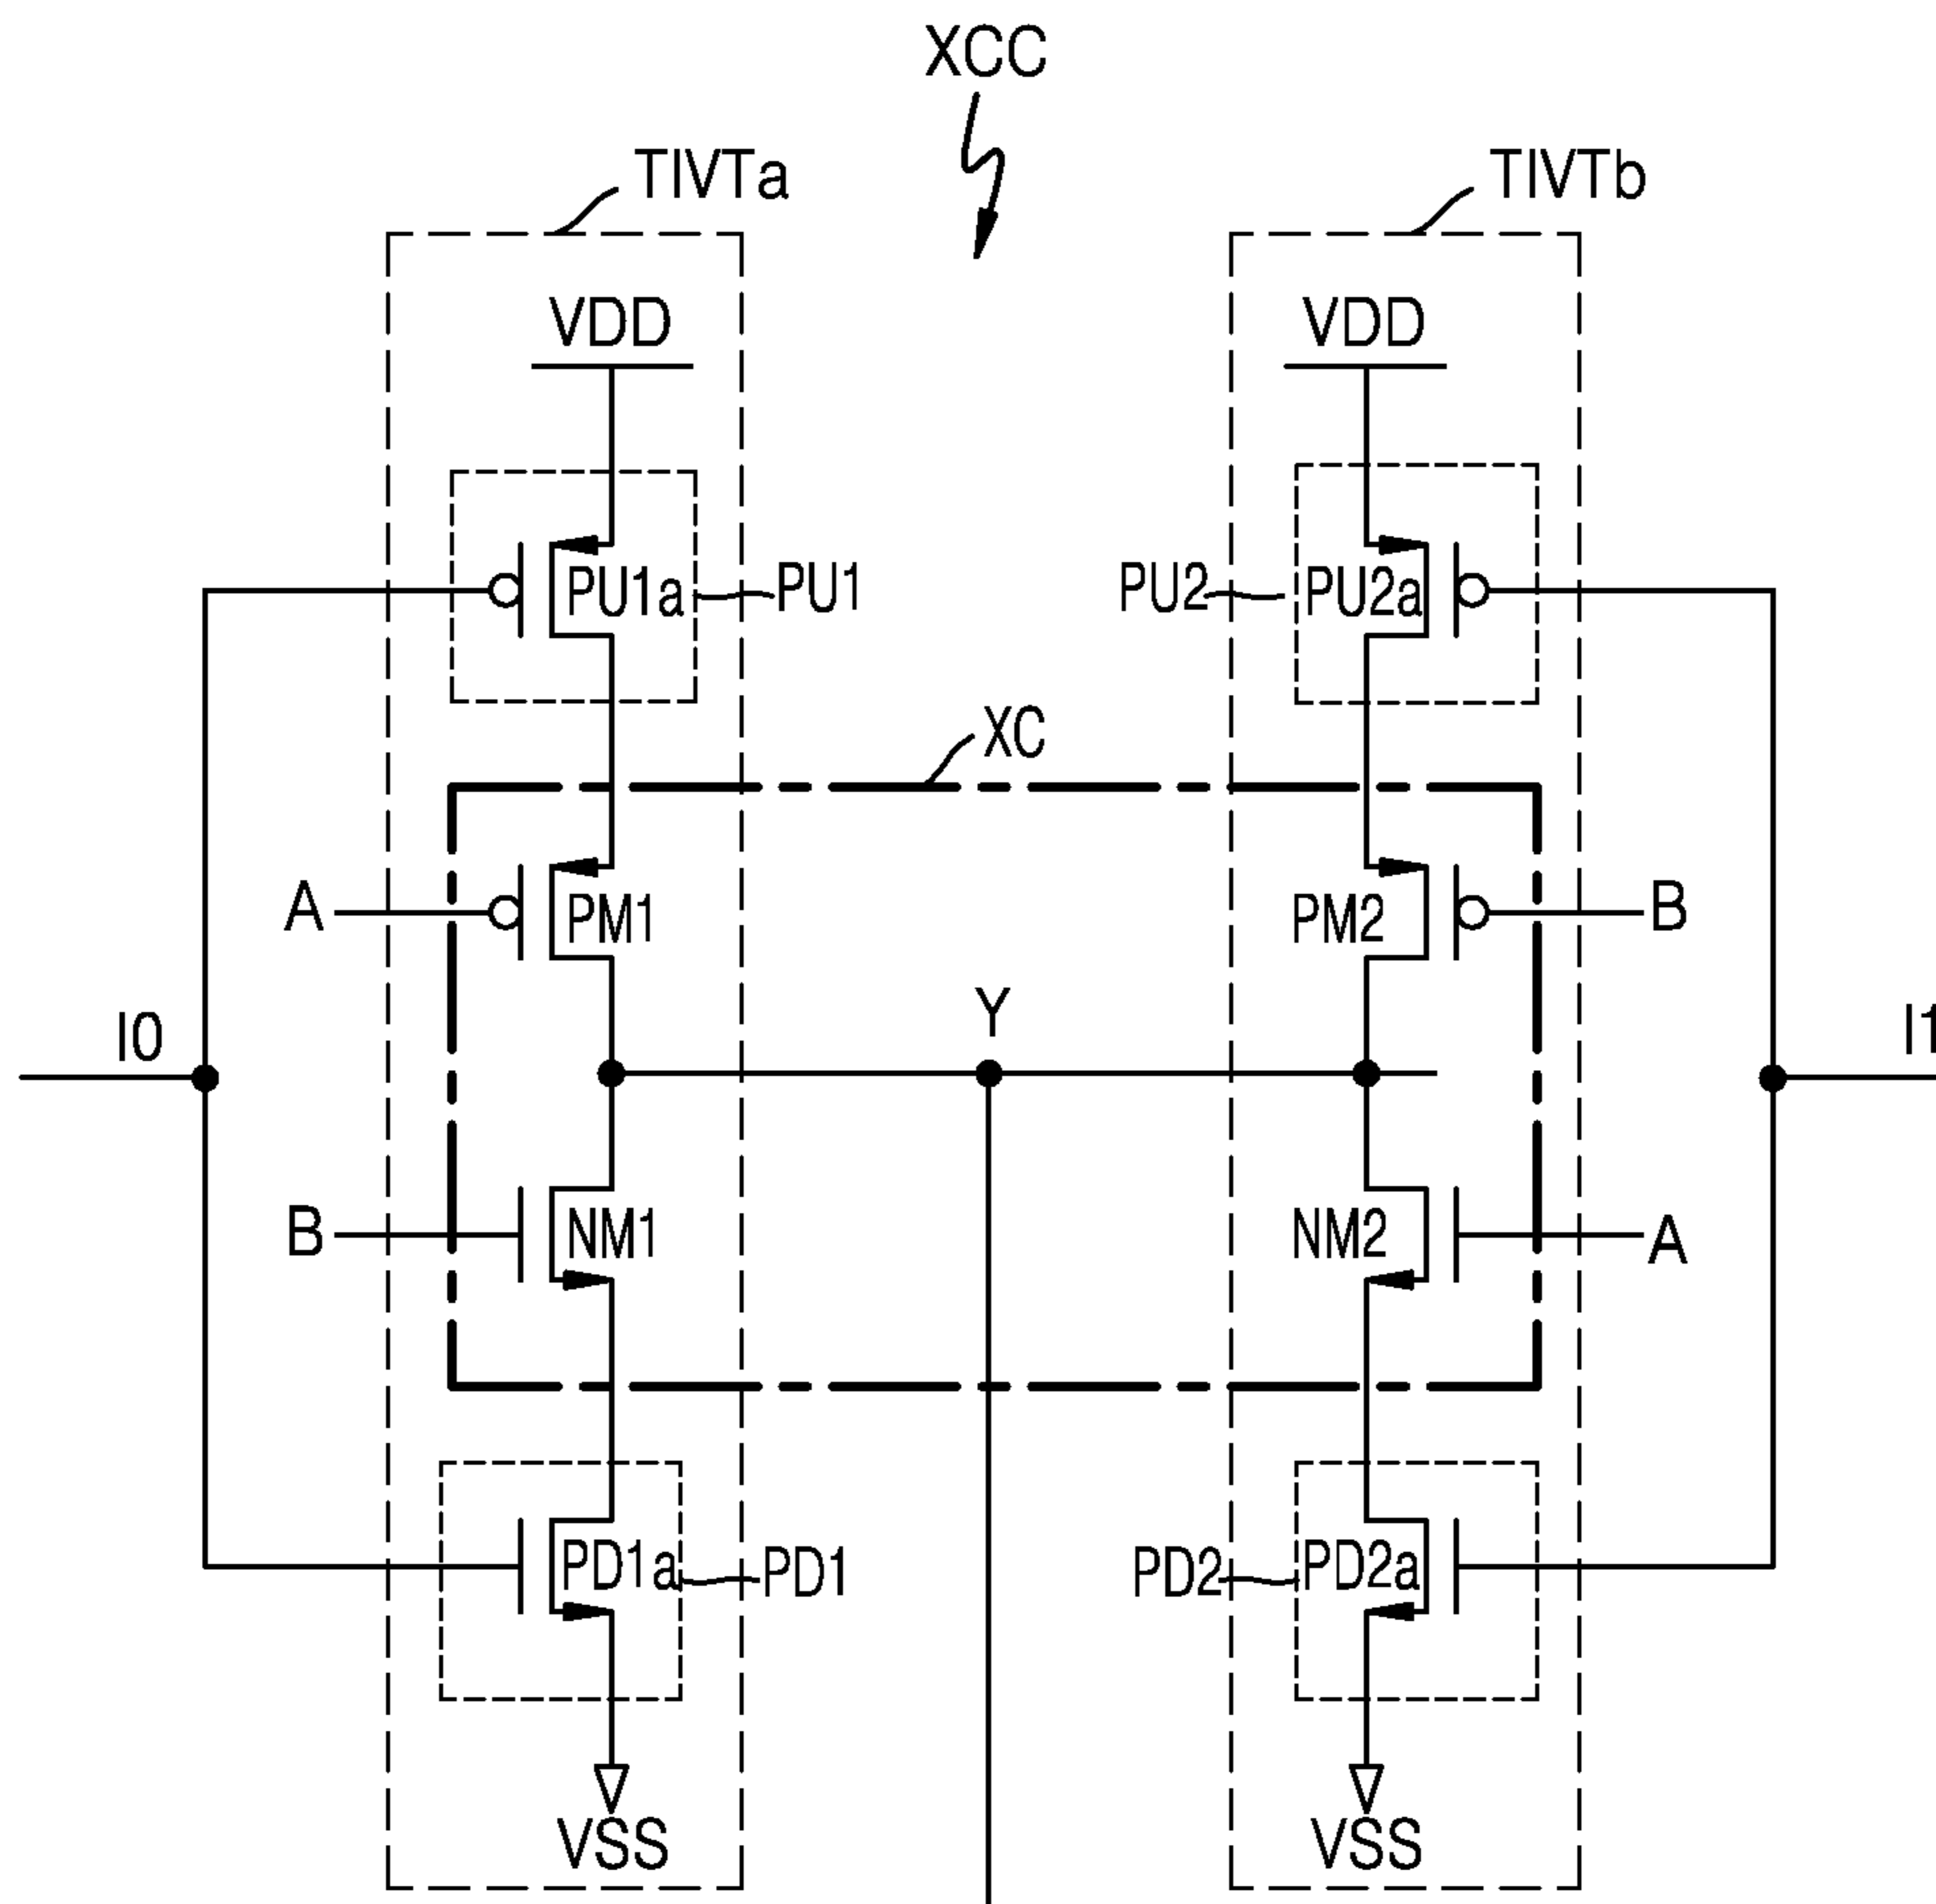 XCC
TIVTa
TIVTb
VDD
VDD
PU1a
PU1
PU2
PU2a
XC
A
PM1
PM2
B
Y
I0
I1
B
NM1
NM2
A
PD1a
PD1
PD2
PD2a
VSS
VSS